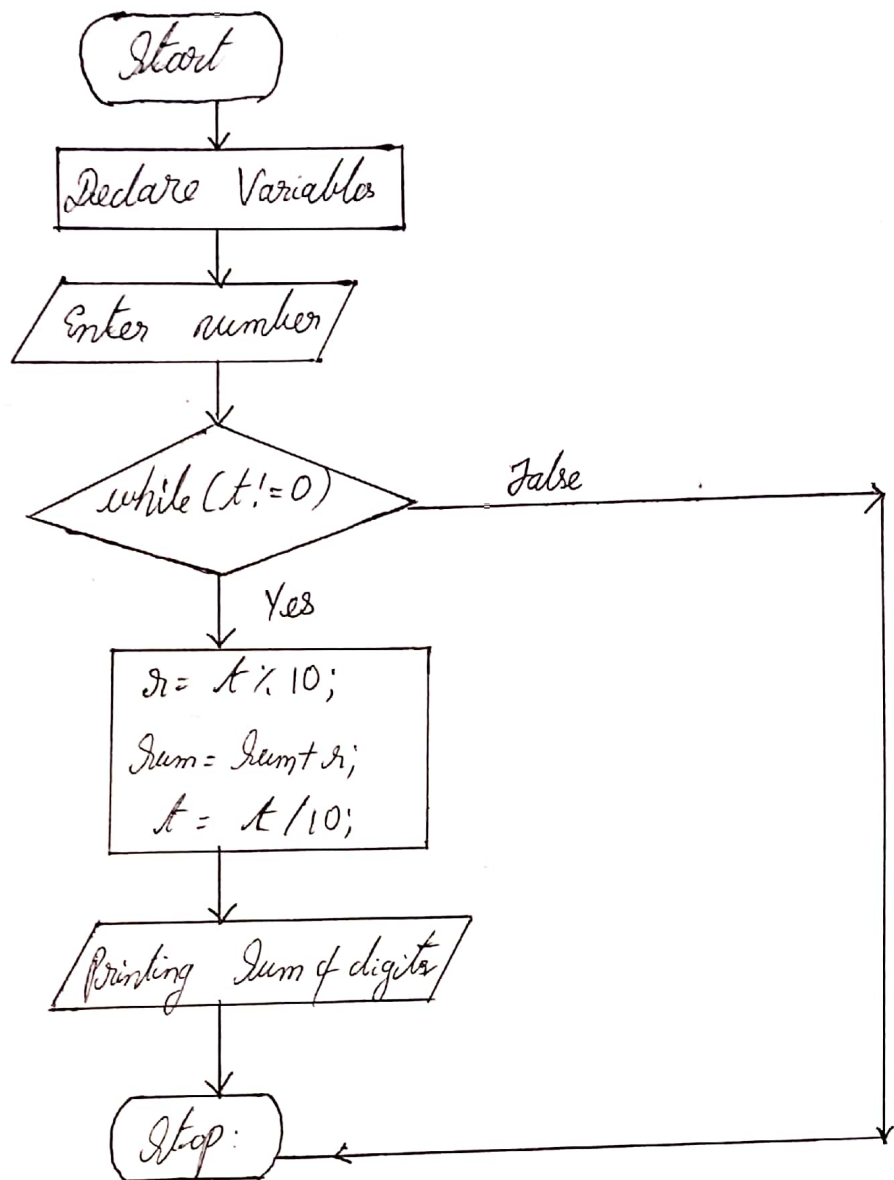 Start
Declare Variables
Enter number
while (t!=0)
False
Yes
r = t % 10;
Sum = Sum + r;
t = t / 10;
Printing Sum of digits
Stop: